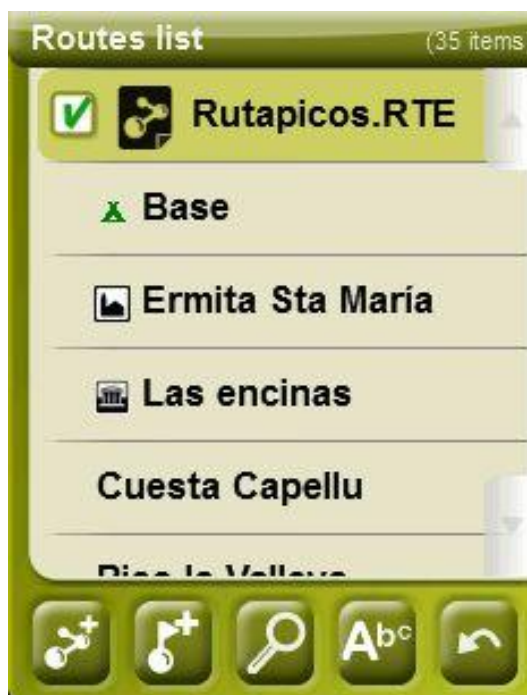 Routes list (35 items
Rutapicos.RTE
Base
Ermita Sta María
Las encinas
Cuesta Capellu
Abc